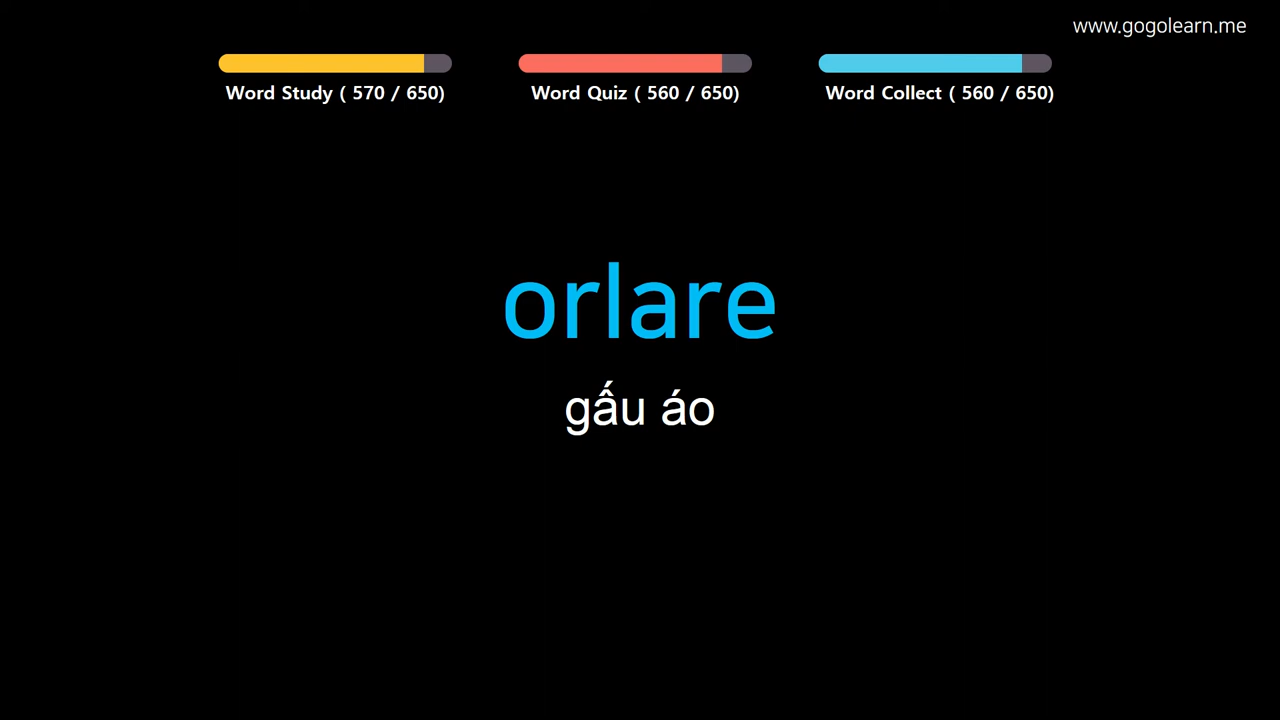 www.gogolearn.me
Word Study ( 570 / 650)
Word Quiz ( 560 / 650)
Word Collect ( 560 / 650)
orlare
gấu áo